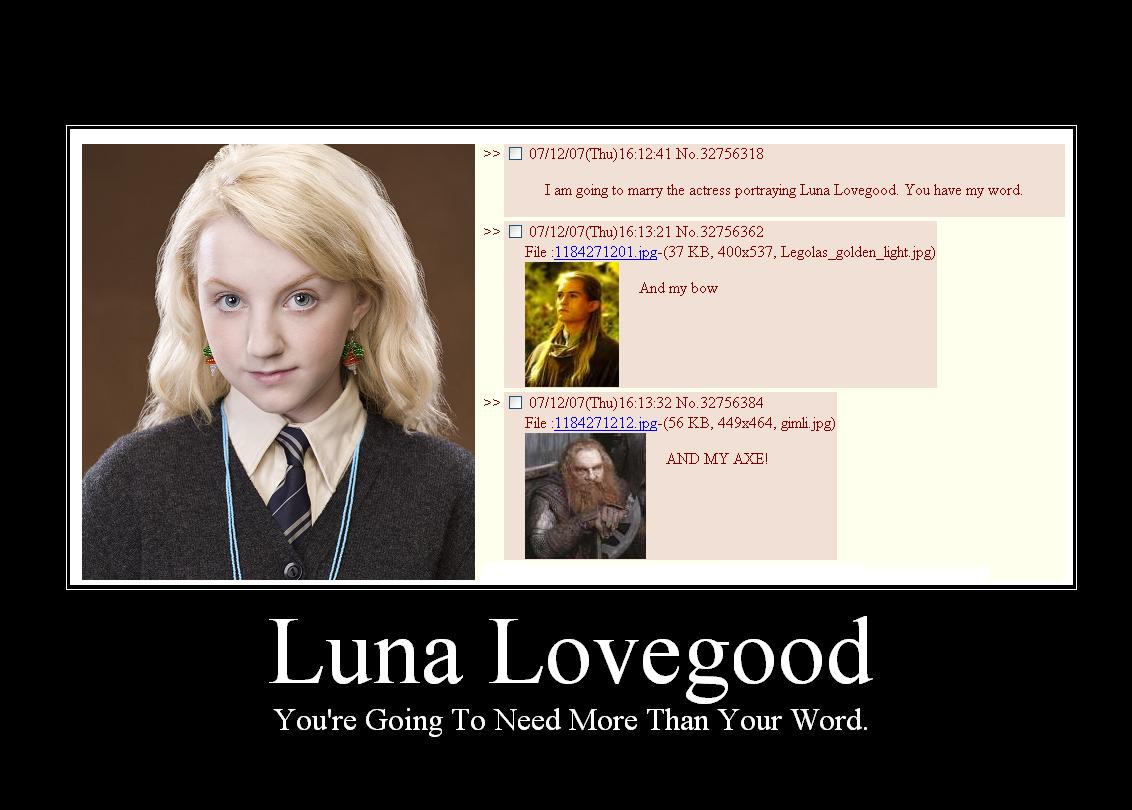 >> 07/12/07(Thu)16:12:41 No.32756318
I am going to marry the actress portraying Luna Lovegood. You have my word.
>> 07/12/07(Thu)16:13:21 No.32756362
File :1184271201.jpg-(37 KB, 400x537, Legolas_golden_light.jpg)
And my bow
>> 07/12/07(Thu)16:13:32 No.32756384
File :1184271212.jpg-(56 KB, 449x464, gimli.jpg)
AND MY AXE!
Luna Lovegood
You're Going To Need More Than Your Word.